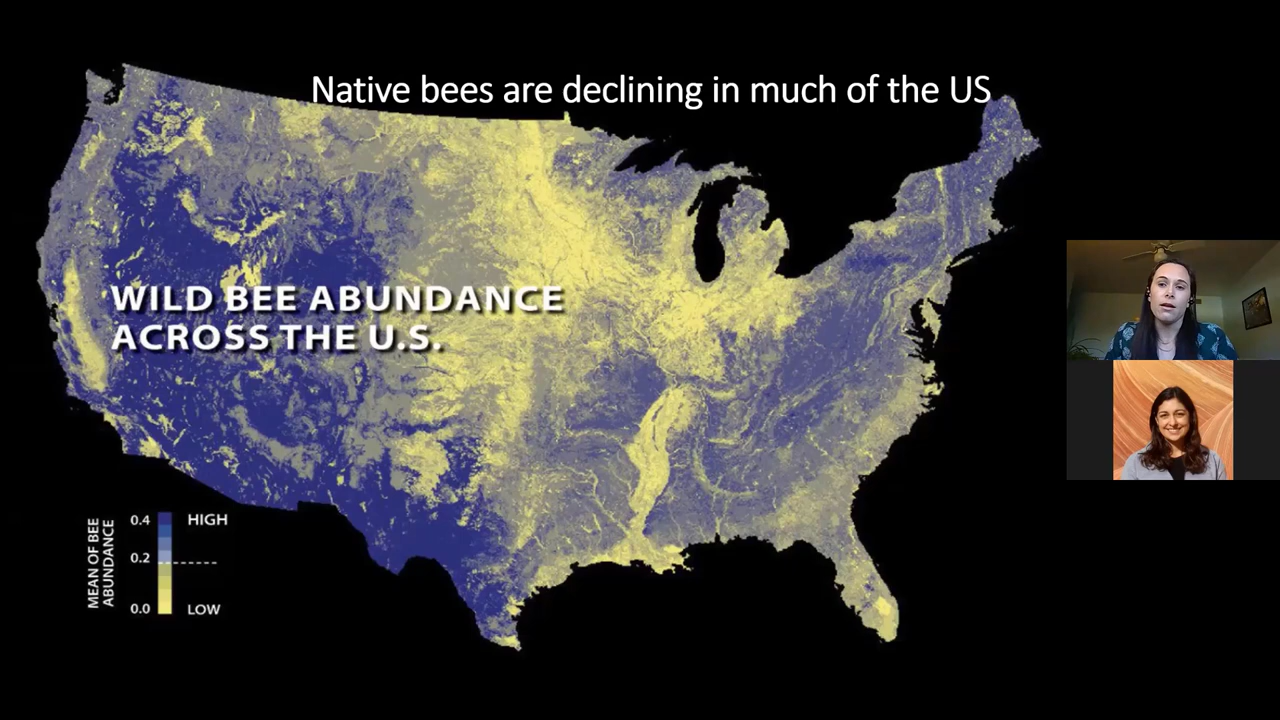 Native bees are declining in much of the US
WILD BEE ABUNDANCE
ACROSS THE U.S.
MEAN OF BEE
ABUNDANCE
0.4
HIGH
0.2
0.0
LOW